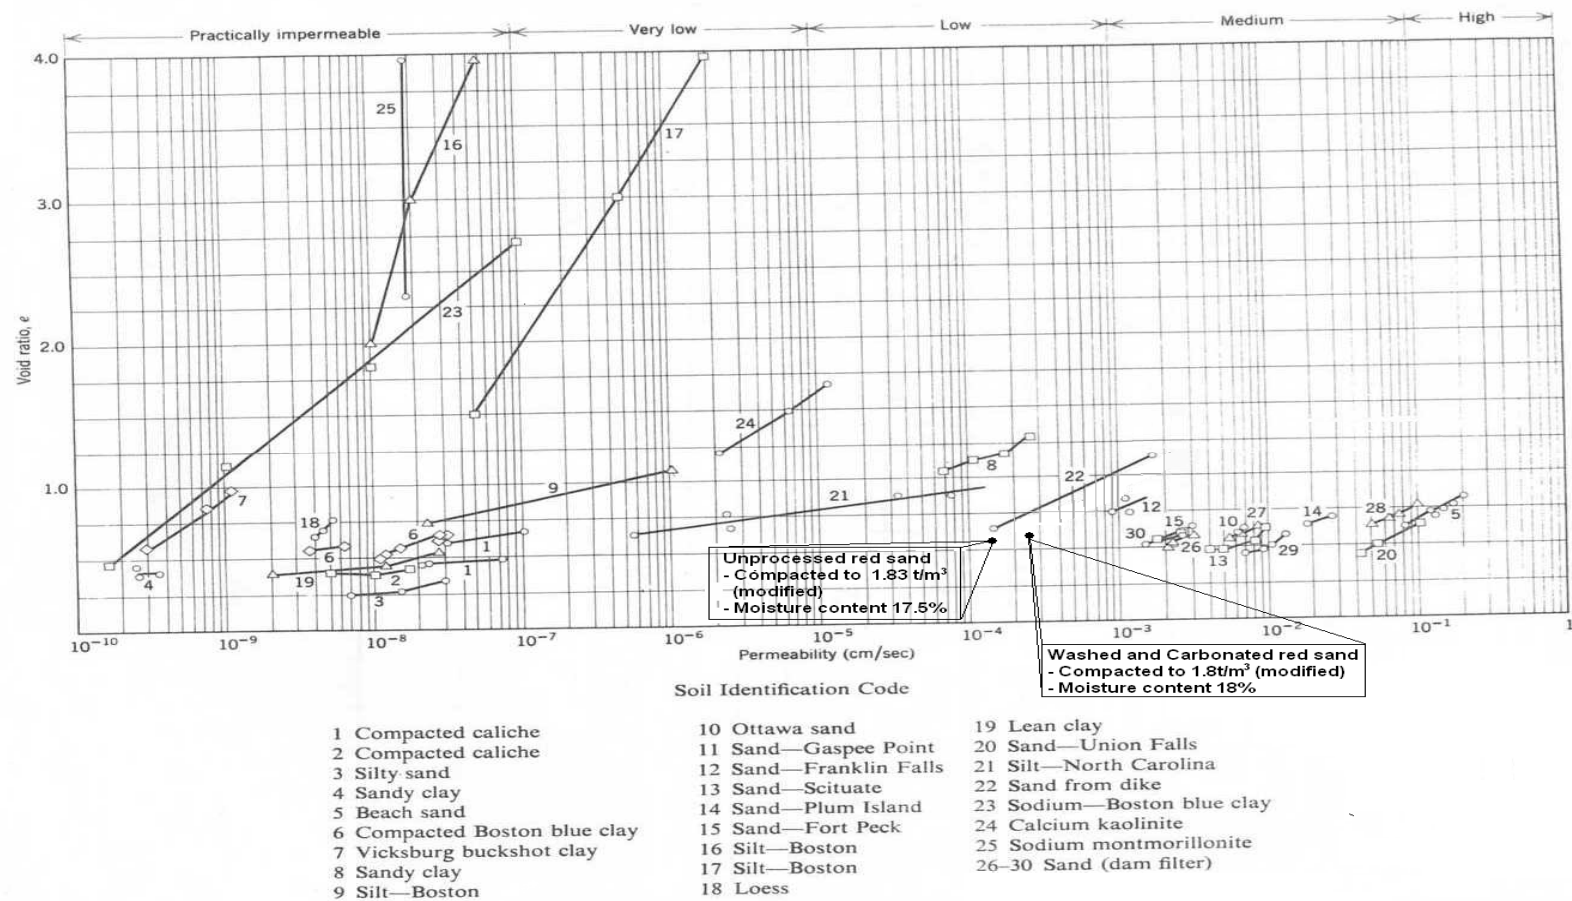 Practically impermeable
Very low
Low
Medium
High
4.0
3.0
2.0
1.0
Void ratio, e
25
16
17
23
24
8
22
9
21
7
18
6
6
1
1
19
2
3
4
12
30
15
26
10
27
13
29
14
28
5
20
Unprocessed red sand
- Compacted to 1.83 t/m³
(modified)
- Moisture content 17.5%
10⁻¹⁰
10⁻⁹
10⁻⁸
10⁻⁷
10⁻⁶
10⁻⁵
10⁻⁴
10⁻³
10⁻²
10⁻¹
1
Permeability (cm/sec)
Washed and Carbonated red sand
- Compacted to 1.8t/m³ (modified)
- Moisture content 18%
Soil Identification Code
1 Compacted caliche
2 Compacted caliche
3 Silty sand
4 Sandy clay
5 Beach sand
6 Compacted Boston blue clay
7 Vicksburg buckshot clay
8 Sandy clay
9 Silt—Boston
10 Ottawa sand
11 Sand—Gaspee Point
12 Sand—Franklin Falls
13 Sand—Scituate
14 Sand—Plum Island
15 Sand—Fort Peck
16 Silt—Boston
17 Silt—Boston
18 Loess
19 Lean clay
20 Sand—Union Falls
21 Silt—North Carolina
22 Sand from dike
23 Sodium—Boston blue clay
24 Calcium kaolinite
25 Sodium montmorillonite
26–30 Sand (dam filter)